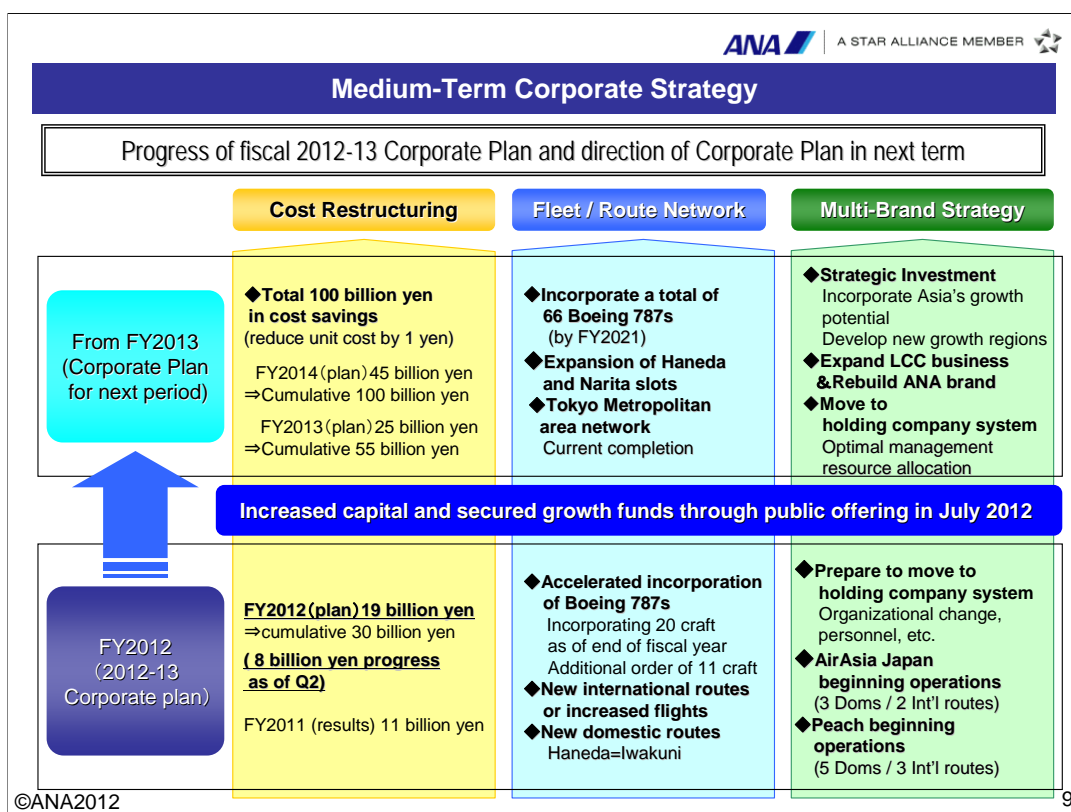 ANA
A STAR ALLIANCE MEMBER
Medium-Term Corporate Strategy
Progress of fiscal 2012-13 Corporate Plan and direction of Corporate Plan in next term
Cost Restructuring
Fleet / Route Network
Multi-Brand Strategy
From FY2013
(Corporate Plan
for next period)
◆Total 100 billion yen
in cost savings
(reduce unit cost by 1 yen)
FY2014(plan)45 billion yen
⇒Cumulative 100 billion yen
FY2013(plan)25 billion yen
⇒Cumulative 55 billion yen
◆Incorporate a total of
66 Boeing 787s
(by FY2021)
◆Expansion of Haneda
and Narita slots
◆Tokyo Metropolitan
area network
Current completion
◆Strategic Investment
Incorporate Asia's growth
potential
Develop new growth regions
◆Expand LCC business
&Rebuild ANA brand
◆Move to
holding company system
Optimal management
resource allocation
Increased capital and secured growth funds through public offering in July 2012
FY2012
(2012-13
Corporate plan)
FY2012(plan)19 billion yen
⇒cumulative 30 billion yen
( 8 billion yen progress
as of Q2)
FY2011 (results) 11 billion yen
◆Accelerated incorporation
of Boeing 787s
Incorporating 20 craft
as of end of fiscal year
Additional order of 11 craft
◆New international routes
or increased flights
◆New domestic routes
Haneda=Iwakuni
◆Prepare to move to
holding company system
Organizational change,
personnel, etc.
◆AirAsia Japan
beginning operations
(3 Doms / 2 Int'l routes)
◆Peach beginning
operations
(5 Doms / 3 Int'l routes)
©ANA2012
9